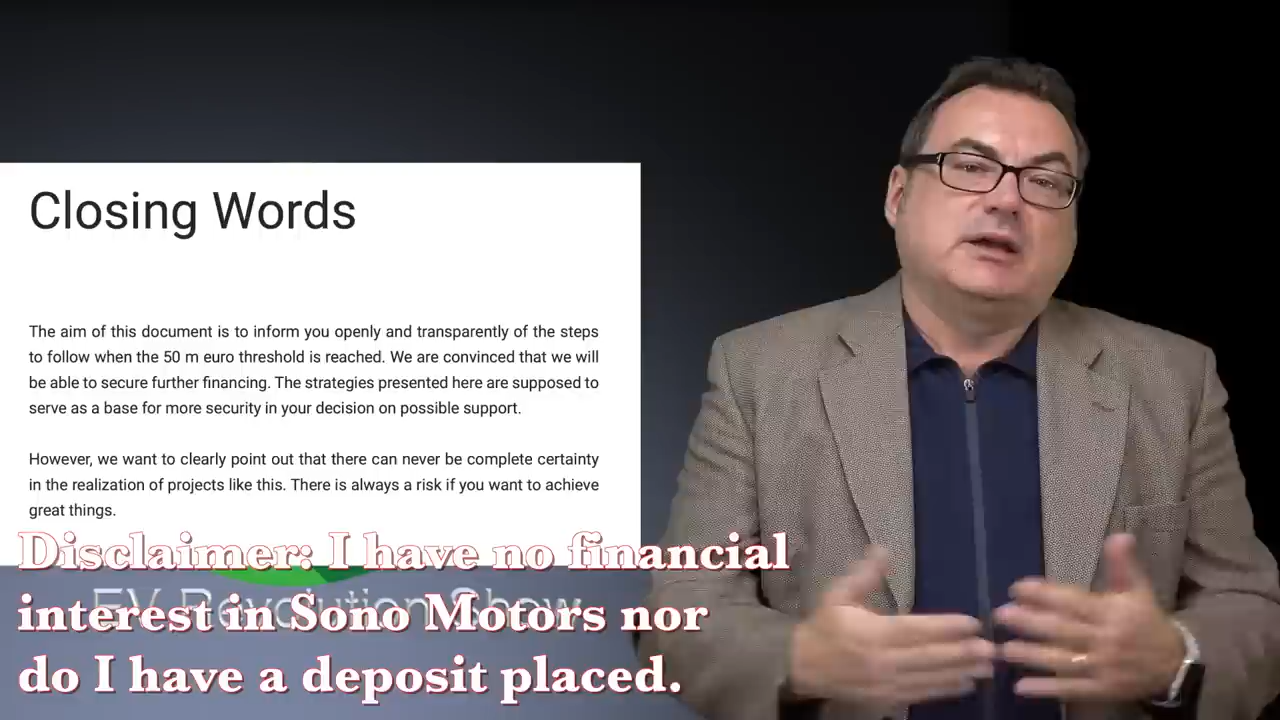 Closing Words
The aim of this document is to inform you openly and transparently of the steps
to follow when the 50 m euro threshold is reached. We are convinced that we will
be able to secure further financing. The strategies presented here are supposed to
serve as a base for more security in your decision on possible support.
However, we want to clearly point out that there can never be complete certainty
in the realization of projects like this. There is always a risk if you want to achieve
great things.
Disclaimer: I have no financial
EV Revolution Show
interest in Sono Motors nor
do I have a deposit placed.